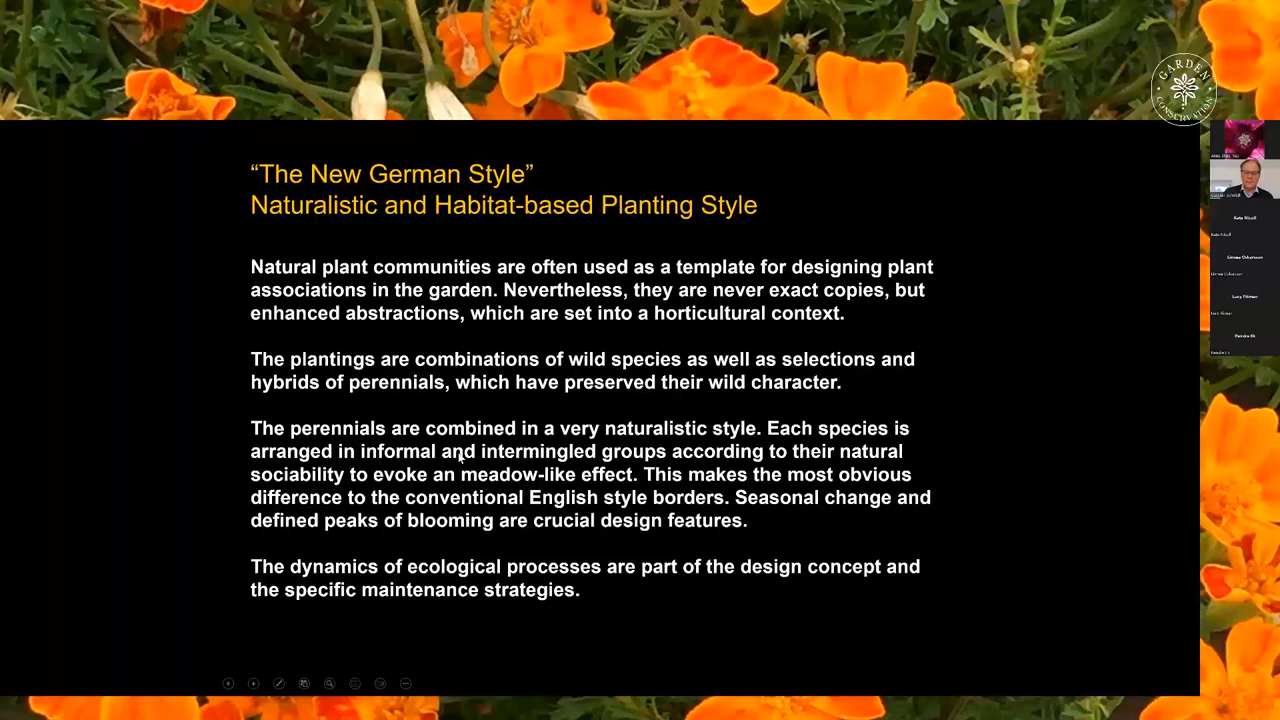 GARDEN
CONSERVATION
“The New German Style”
Naturalistic and Habitat-based Planting Style
Natural plant communities are often used as a template for designing plant
associations in the garden. Nevertheless, they are never exact copies, but
enhanced abstractions, which are set into a horticultural context.
The plantings are combinations of wild species as well as selections and
hybrids of perennials, which have preserved their wild character.
The perennials are combined in a very naturalistic style. Each species is
arranged in informal and intermingled groups according to their natural
sociability to evoke an meadow-like effect. This makes the most obvious
difference to the conventional English style borders. Seasonal change and
defined peaks of blooming are crucial design features.
The dynamics of ecological processes are part of the design concept and
the specific maintenance strategies.